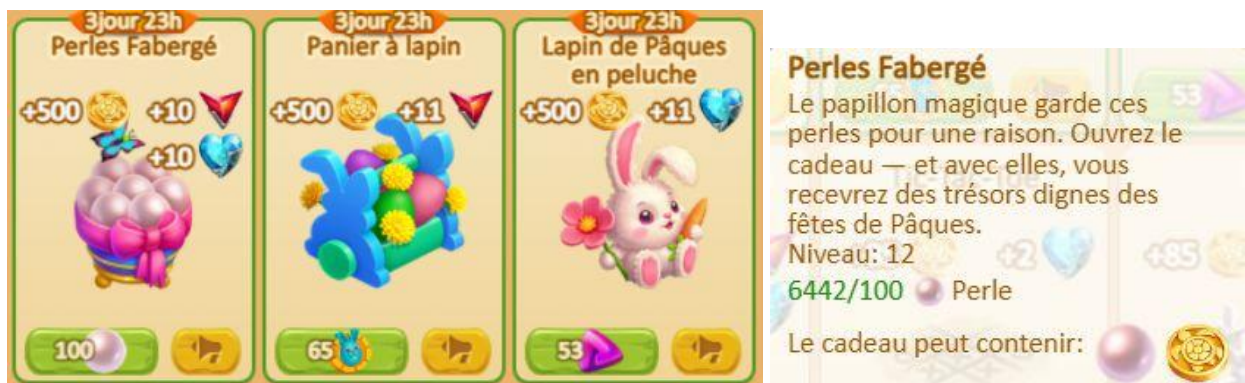 3jour 23h
Perles Fabergé
+500 +10
+10
100
3jour 23h
Panier à lapin
+500 +11
65
3jour 23h
Lapin de Pâques
en peluche
+500 +11
53
Perles Fabergé
Le papillon magique garde ces
perles pour une raison. Ouvrez le
cadeau — et avec elles, vous
recevrez des trésors dignes des
fêtes de Pâques.
Niveau: 12
6442/100 Perle
Le cadeau peut contenir:
53
+2
+85